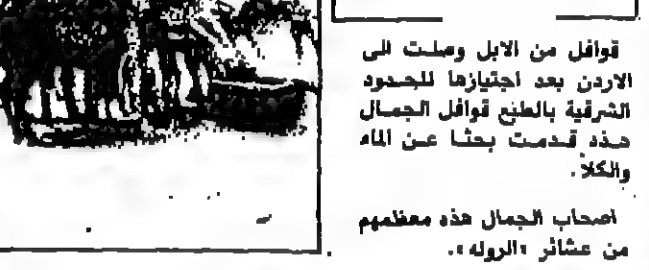 قوافل من الابل وصلت الى
الاردن بعد اجتيازها للحدود
الشرقية بالطبع قوافل الجمال
هذه قدمت بحثا عن الماء
والكلأ .
اصحاب الجمال هذه معظمهم
من عشائر «الروله» .